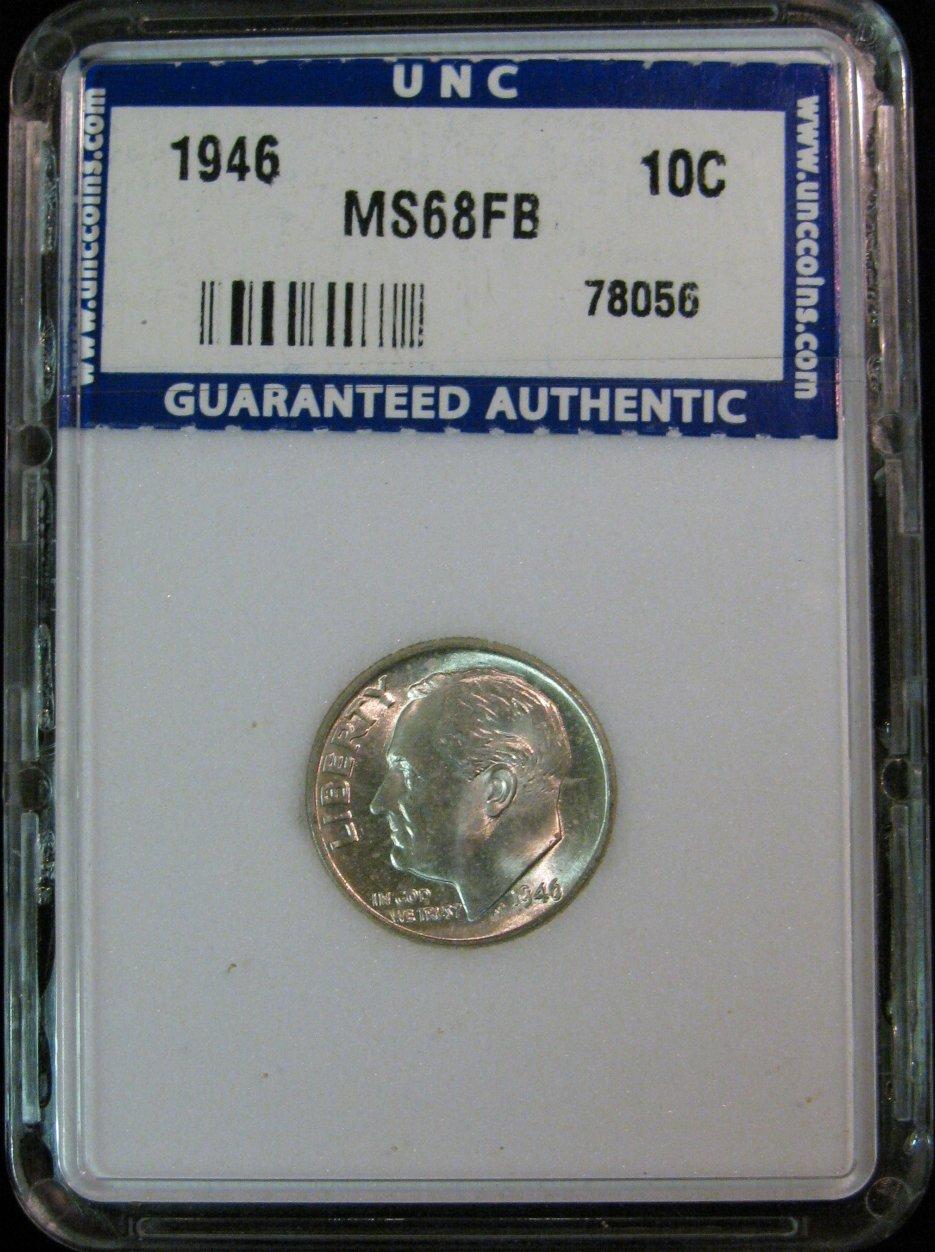 UNC
www.unccoins.com
1946
10C
MS68FB
78056
www.unccoins.com
GUARANTEED AUTHENTIC
LIBERTY
IN GOD
WE TRUST
1946